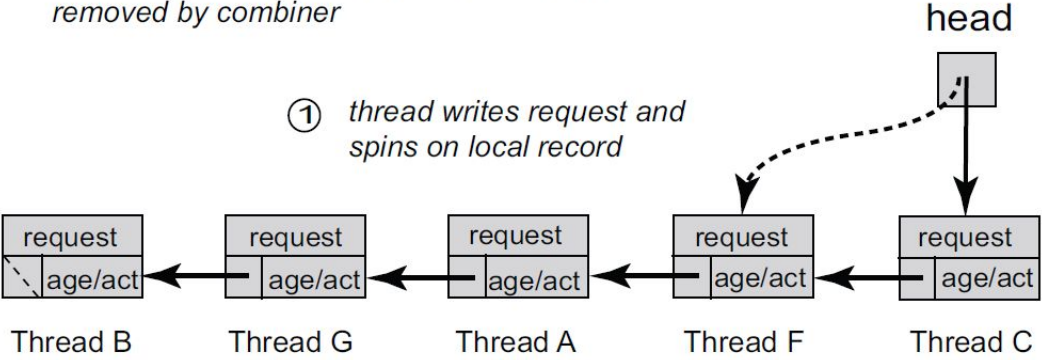 removed by combiner
head
① thread writes request and
spins on local record
request request request request request
age/act age/act age/act age/act age/act
Thread B Thread G Thread A Thread F Thread C